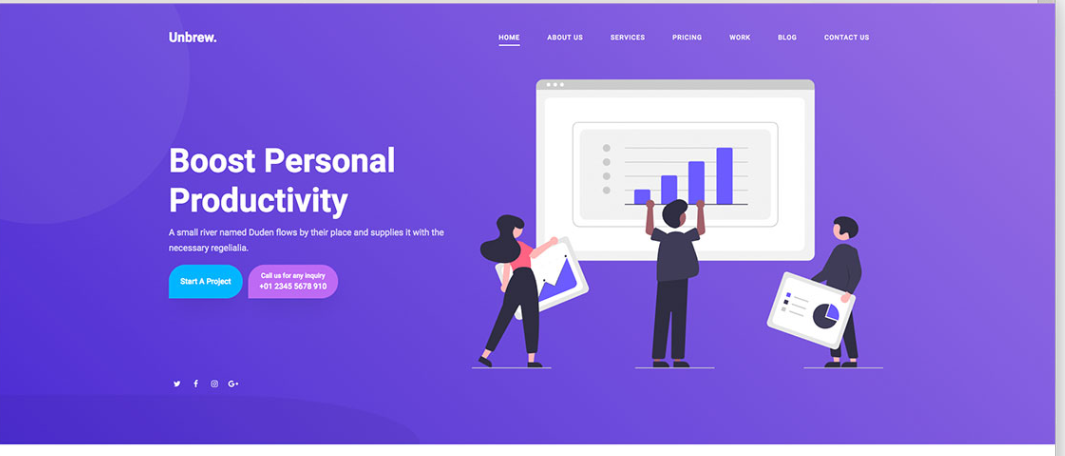 Unbrew.
HOME ABOUT US SERVICES PRICING WORK BLOG CONTACT US
Boost Personal
Productivity
A small river named Duden flows by their place and supplies it with the
necessary regelialia.
Start A Project
Call us for any inquiry
+01 2345 5678 910